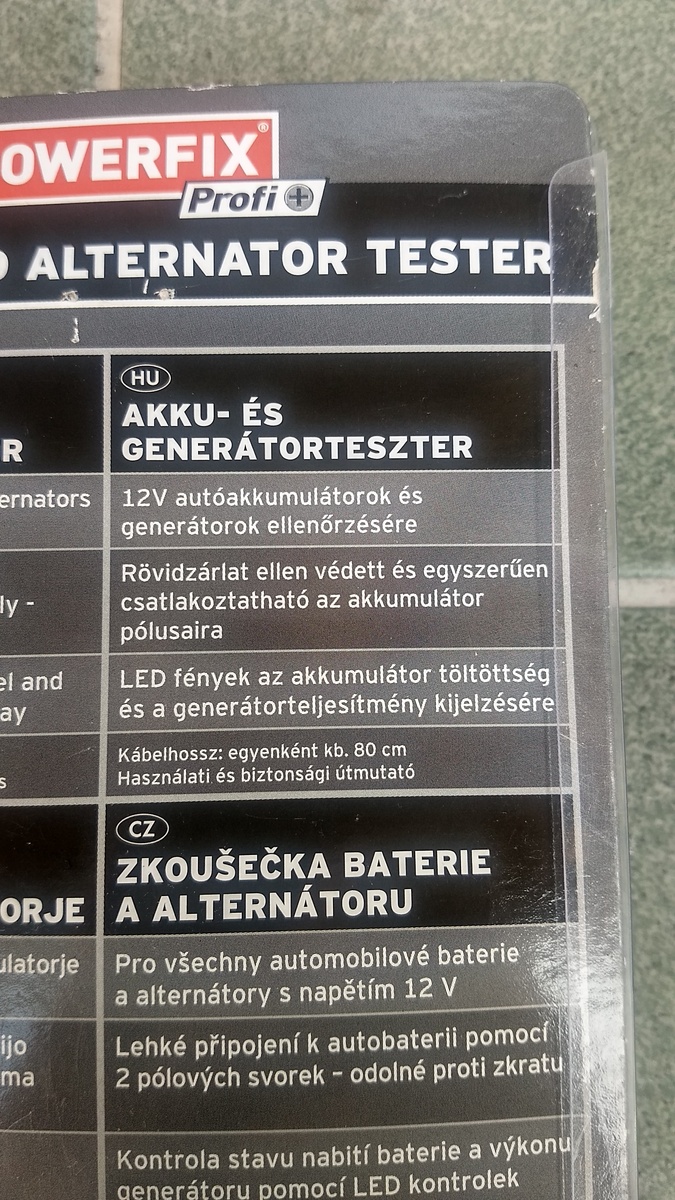 OWERFIX®
Profi+
ALTERNATOR TESTER
R
ernators
ly -
el and
ay
s
HU
AKKU- ÉS
GENERÁTORTESZTER
12V autóakkumulátorok és
generátorok ellenőrzésére
Rövidzárlat ellen védett és egyszerűen
csatlakoztatható az akkumulátor
pólusaira
LED fények az akkumulátor töltöttség
és a generátorteljesítmény kijelzésére
Kábelhossz: egyenként kb. 80 cm
Használati és biztonsági útmutató
ORJE
ulatorje
ijo
ma
CZ
ZKOUŠEČKA BATERIE
A ALTERNÁTORU
Pro všechny automobilové baterie
a alternátory s napětím 12 V
Lehké připojení k autobaterii pomocí
2 pólových svorek – odolné proti zkratu
Kontrola stavu nabití baterie a výkonu
generátoru pomocí LED kontrolek